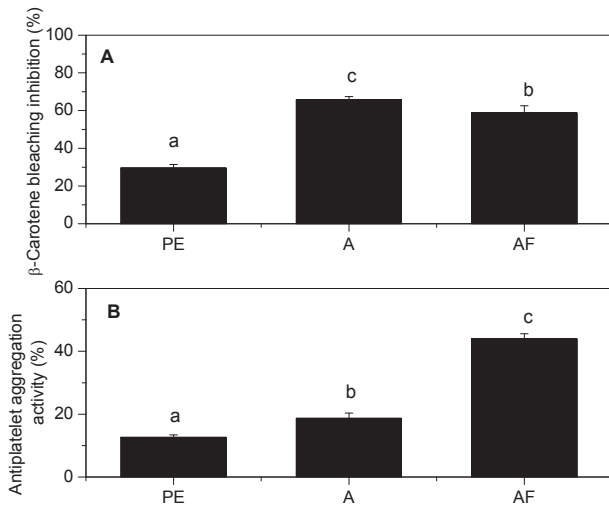 β-Carotene bleaching inhibition (%)
100
A
c
80
b
60
a
40
20
0
PE A AF
Antiplatelet aggregation
activity (%)
60
B
c
40
b
a
20
0
PE A AF